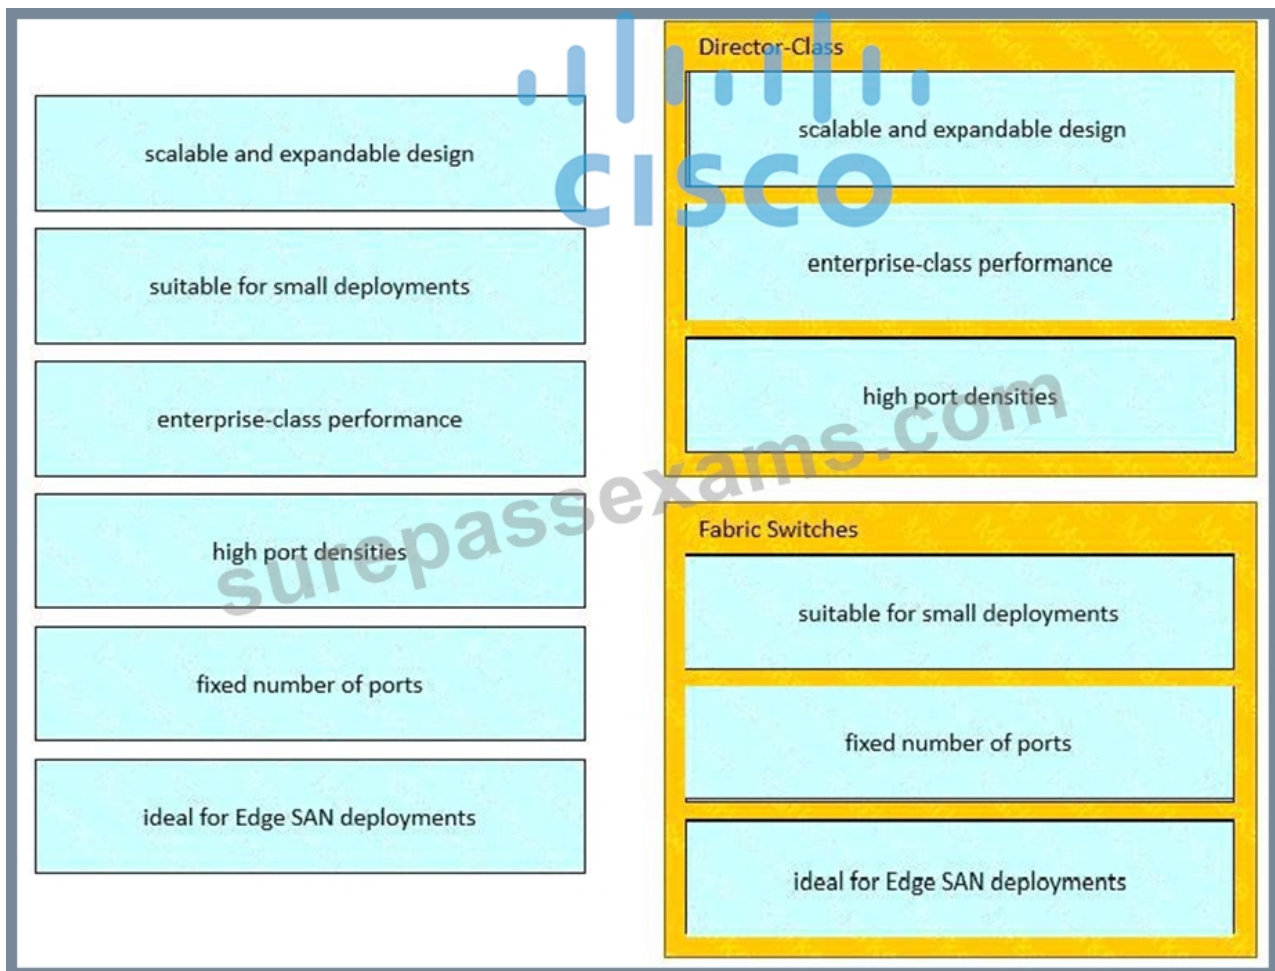 scalable and expandable design
suitable for small deployments
enterprise-class performance
high port densities
fixed number of ports
ideal for Edge SAN deployments
Director-Class
scalable and expandable design
enterprise-class performance
high port densities
Fabric Switches
suitable for small deployments
fixed number of ports
ideal for Edge SAN deployments
CISCO
surepassexams.com